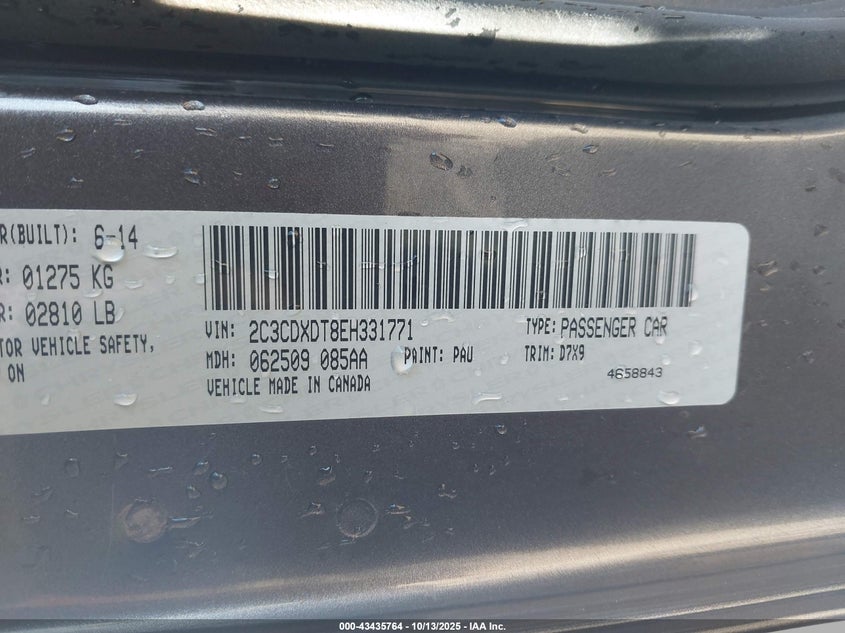 R(BUILT): 6-14
R: 01275 KG
R: 02810 LB
TOR VEHICLE SAFETY,
ON
VIN: 2C3CDXDT8EH331771 TYPE: PASSENGER CAR
MDH: 062509 085AA PAINT: PAU TRIM: D7X9
VEHICLE MADE IN CANADA 4658843
000-43435764 - 10/13/2025 - IAA Inc.